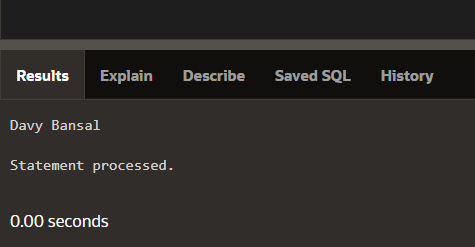 Results Explain Describe Saved SQL History
Davy Bansal
Statement processed.
0.00 seconds